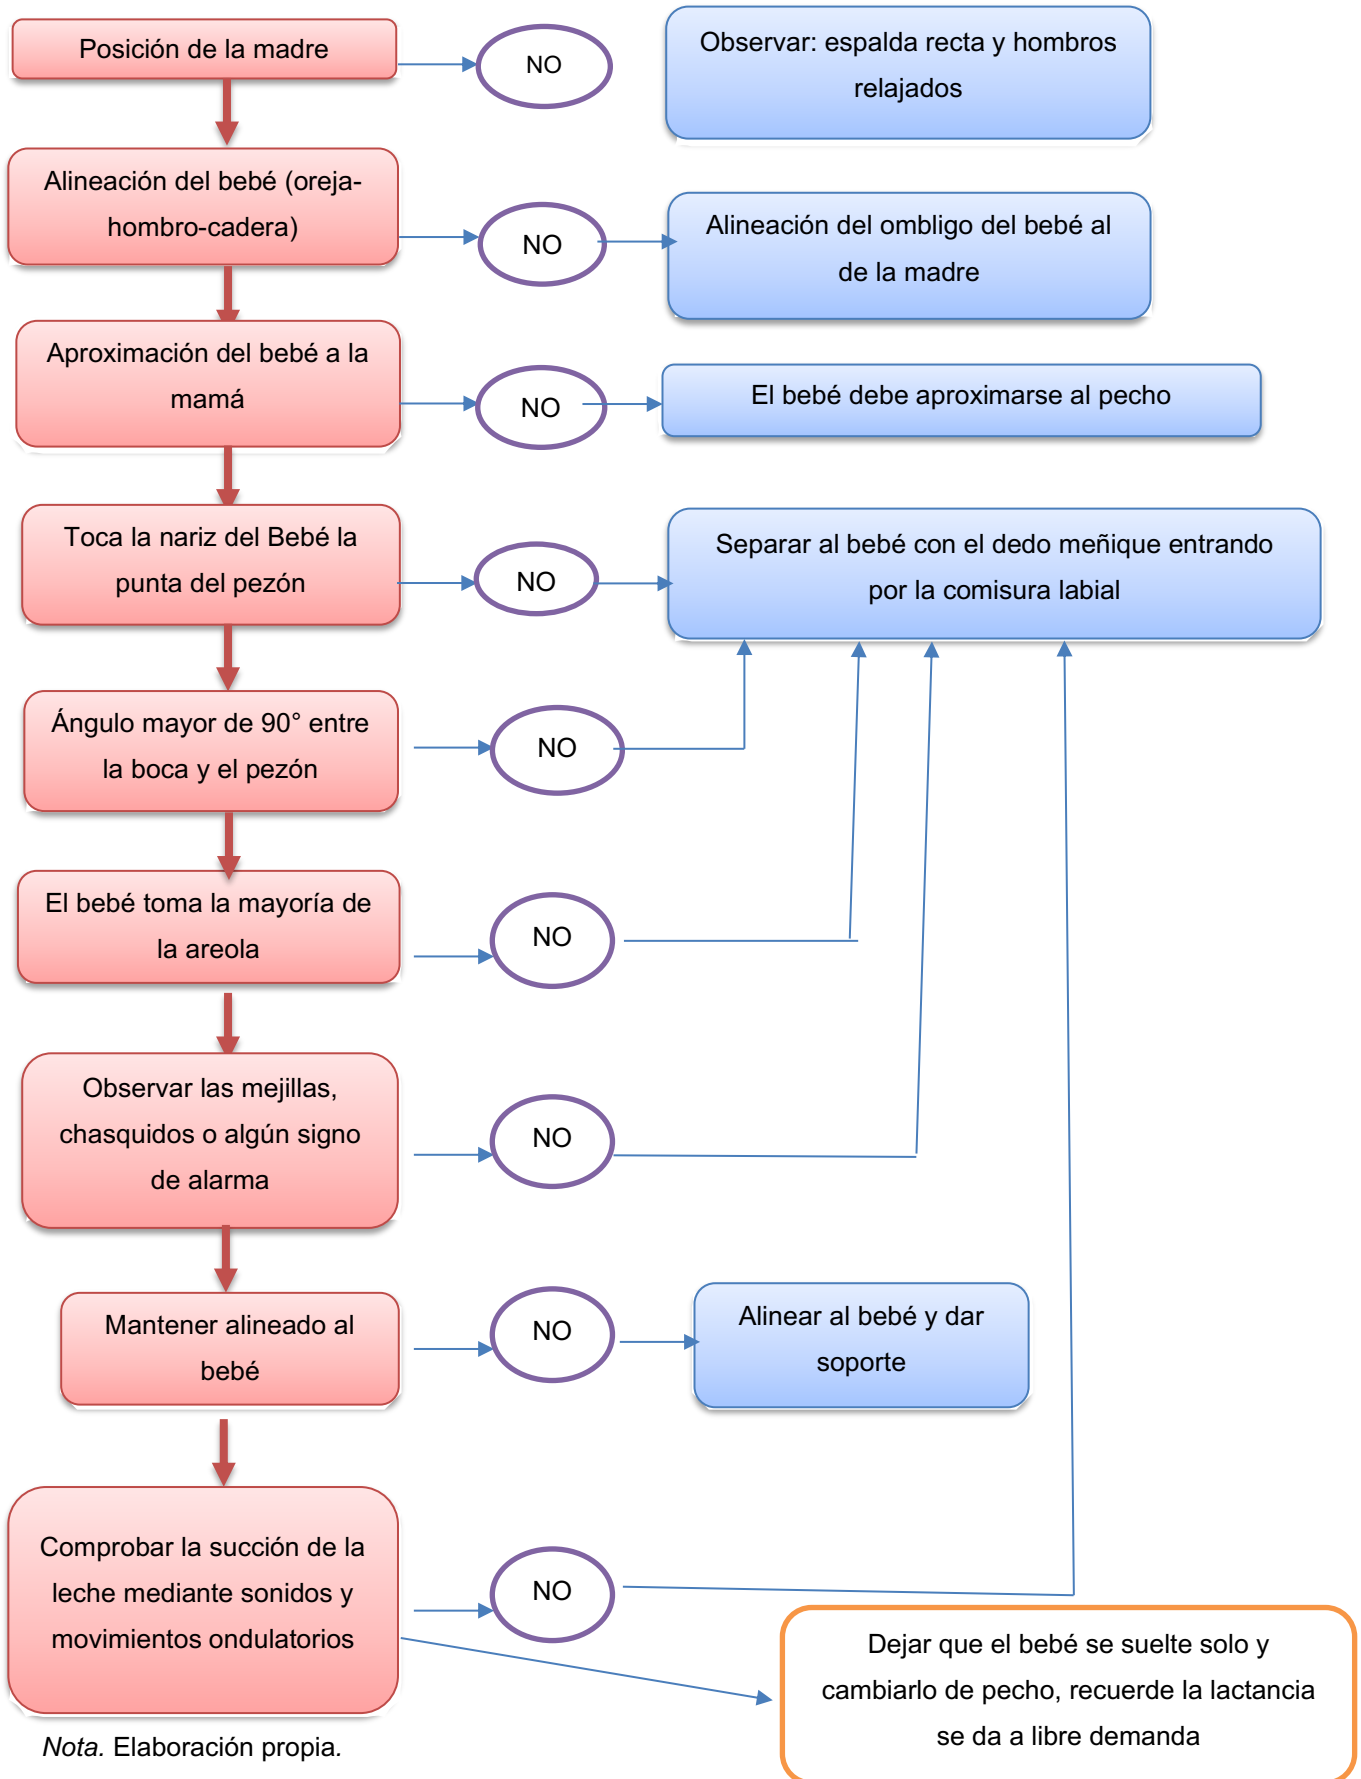 Posición de la madre
NO
Observar: espalda recta y hombros
relajados
Alineación del bebé (oreja-
hombro-cadera)
NO
Alineación del ombligo del bebé al
de la madre
Aproximación del bebé a la
mamá
NO
El bebé debe aproximarse al pecho
Toca la nariz del Bebé la
punta del pezón
NO
Separar al bebé con el dedo meñique entrando
por la comisura labial
Ángulo mayor de 90° entre
la boca y el pezón
NO
El bebé toma la mayoría de
la areola
NO
Observar las mejillas,
chasquidos o algún signo
de alarma
NO
Mantener alineado al
bebé
NO
Alinear al bebé y dar
soporte
Comprobar la succión de la
leche mediante sonidos y
movimientos ondulatorios
NO
Dejar que el bebé se suelte solo y
cambiarlo de pecho, recuerde la lactancia
se da a libre demanda
Nota. Elaboración propia.